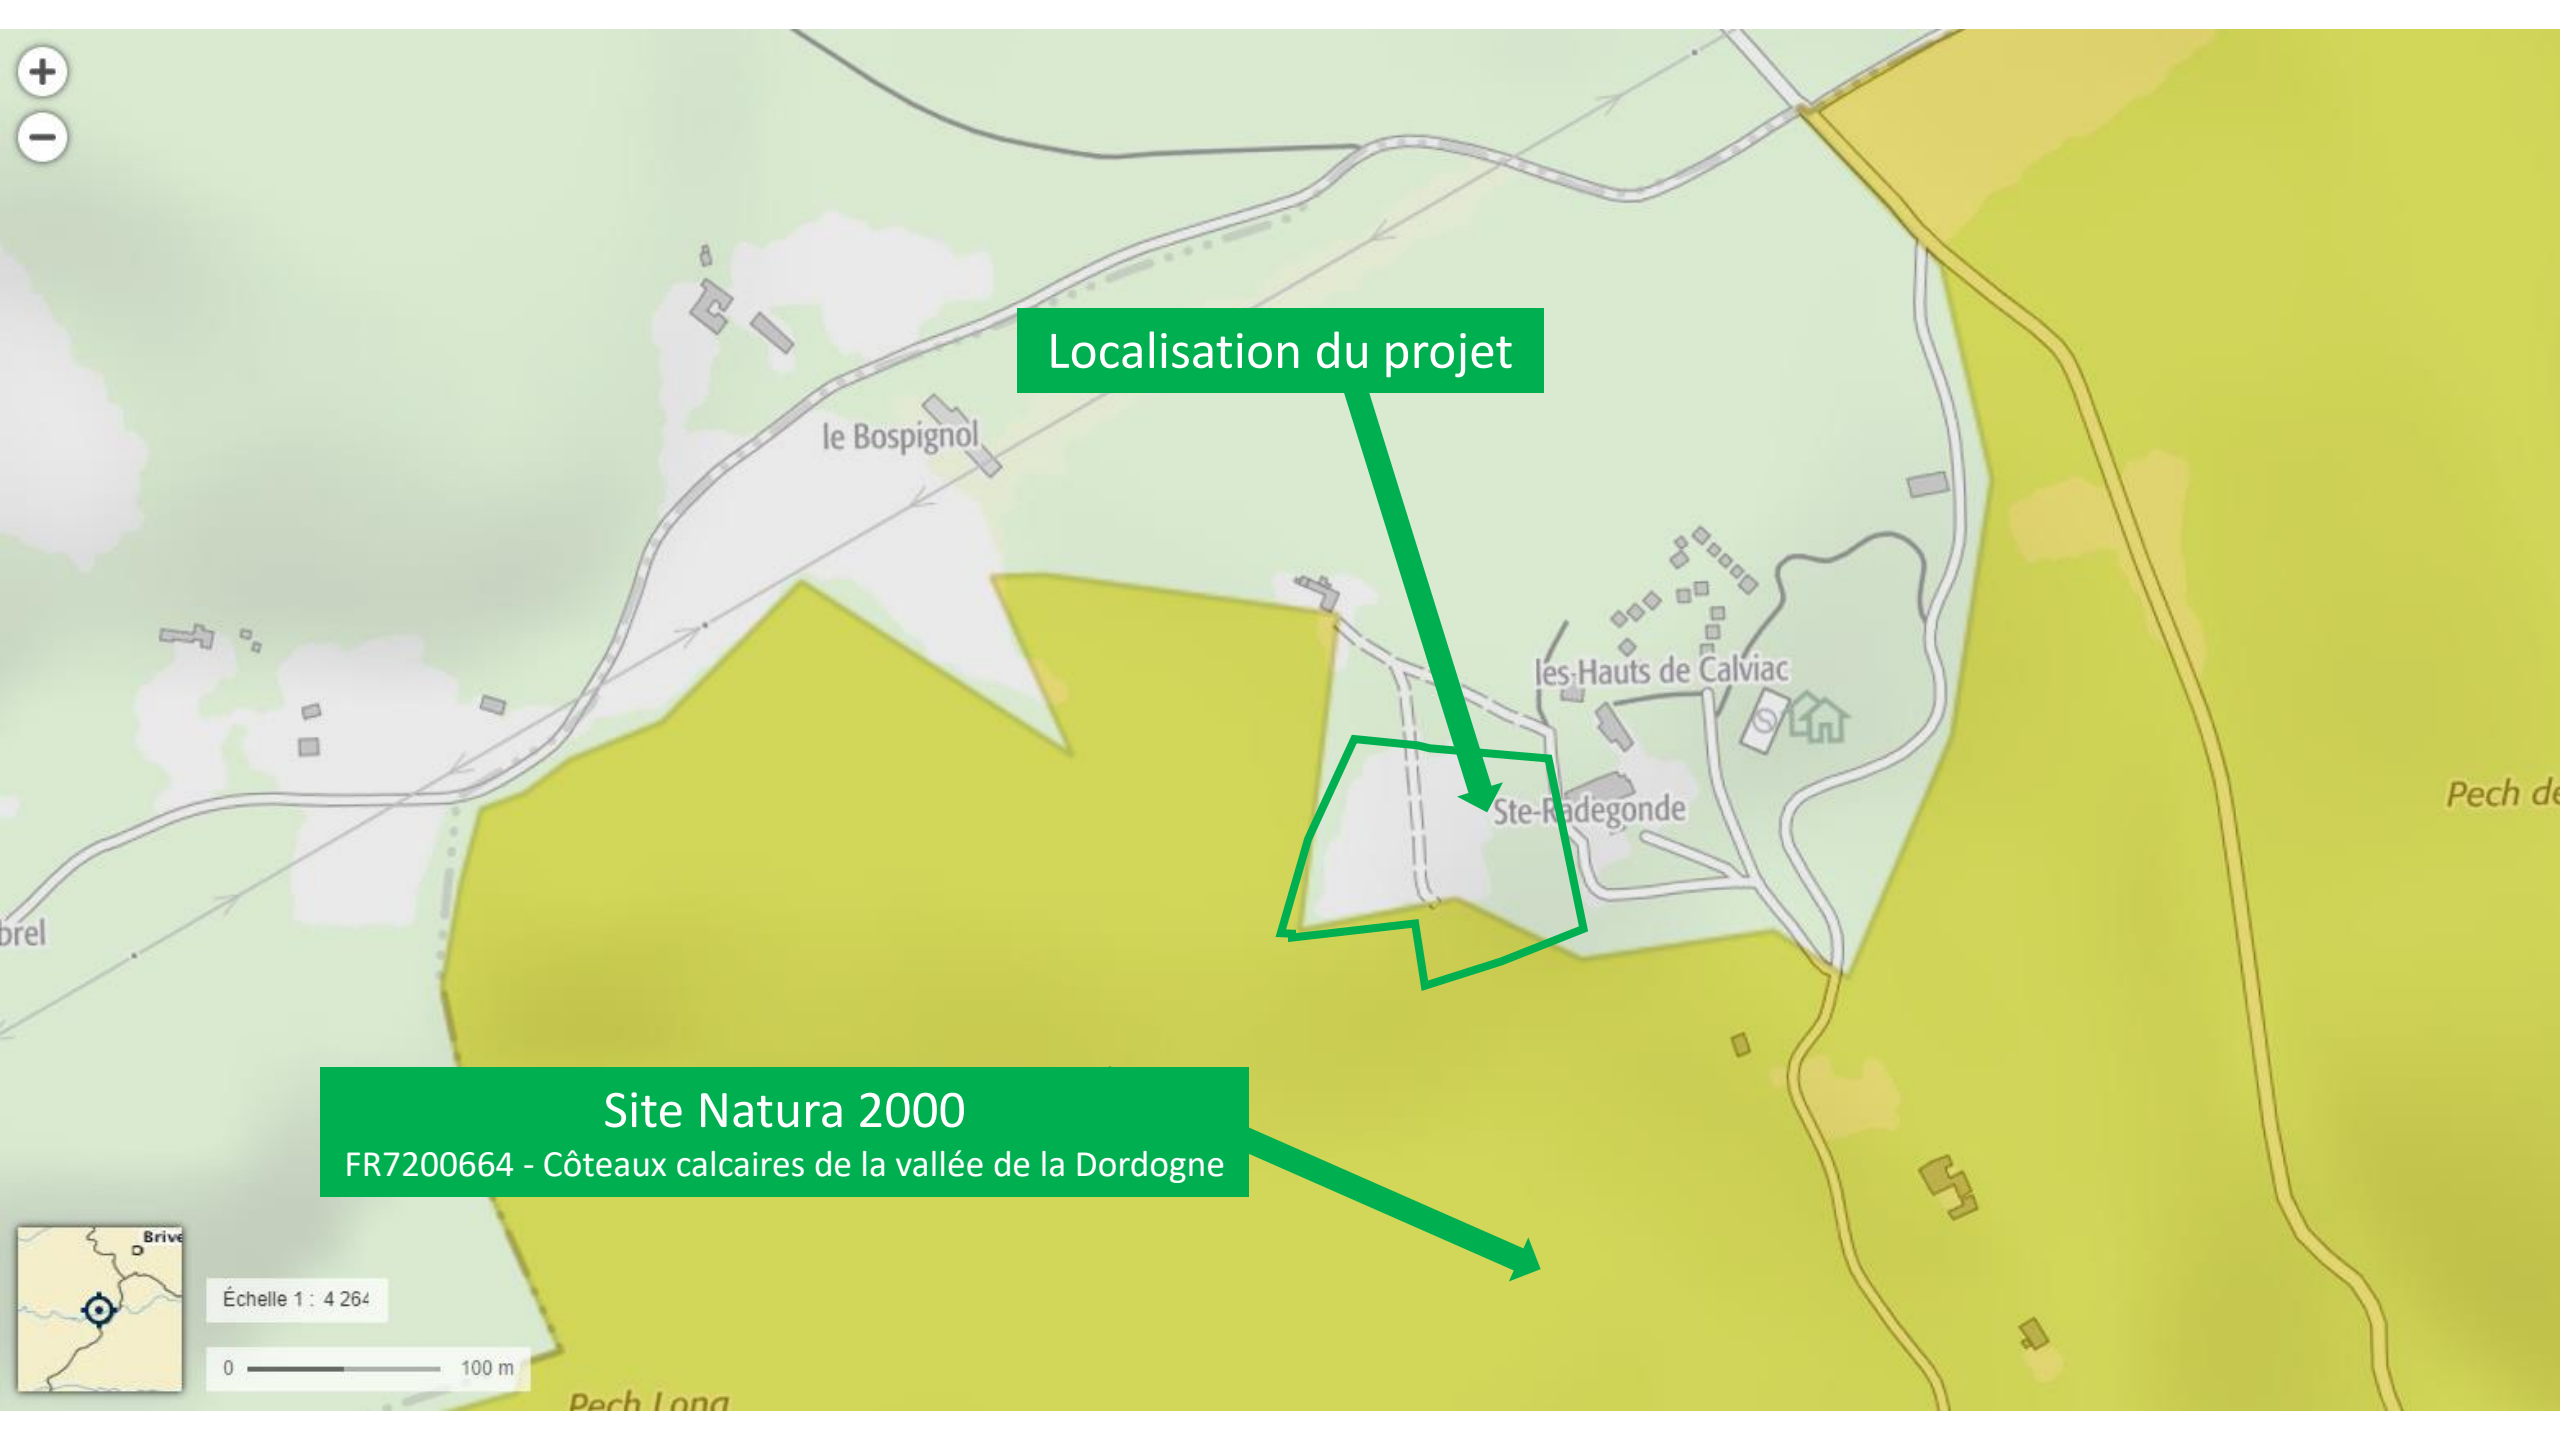 +
−
Localisation du projet
le Bospignol
les Hauts de Calviac
Ste-Radegonde
Pech de
brel
Site Natura 2000
FR7200664 - Côteaux calcaires de la vallée de la Dordogne
Brive
Échelle 1 : 4 264
0 100 m
Pech Long